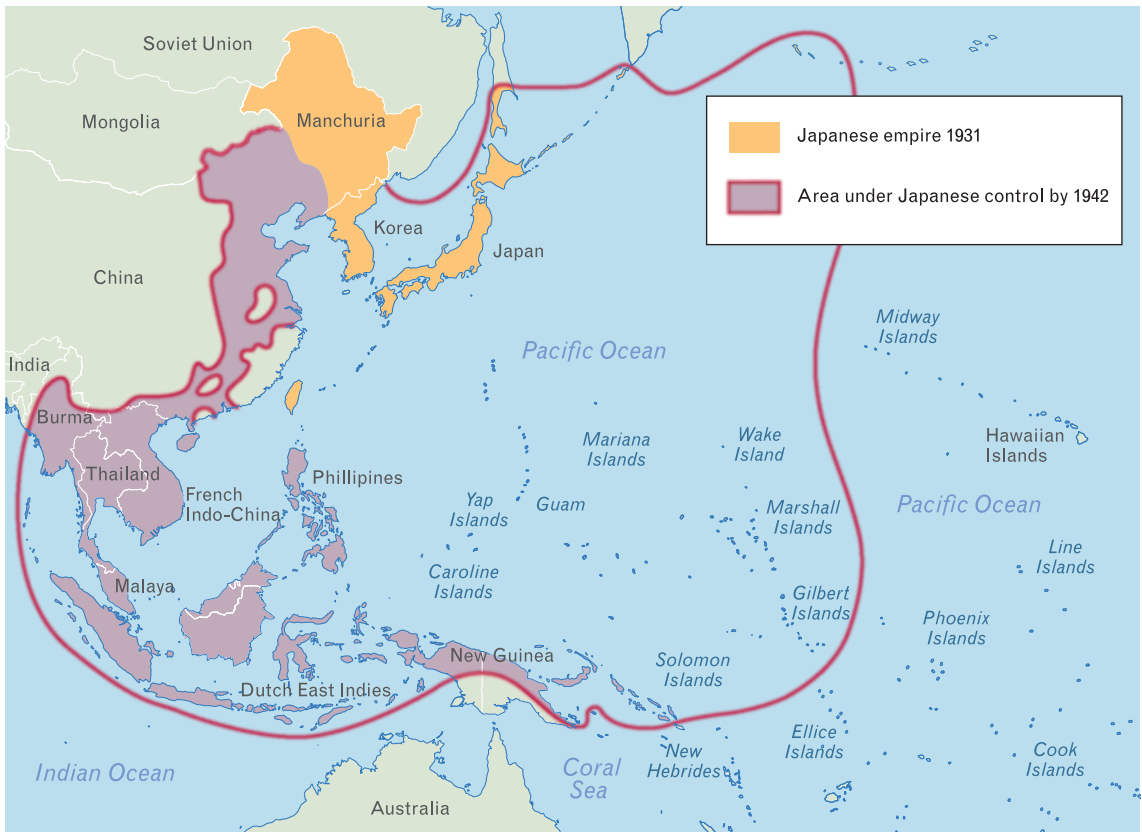 Soviet Union
Mongolia
Manchuria
Japanese empire 1931
Area under Japanese control by 1942
Korea
Japan
China
Midway
Islands
Pacific Ocean
India
Burma
Mariana
Islands
Wake
Island
Hawaiian
Islands
Thailand
Phillipines
French
Indo-China
Yap
Islands
Guam
Marshall
Islands
Pacific Ocean
Line
Islands
Malaya
Caroline
Islands
Gilbert
Islands
Phoenix
Islands
New Guinea
Solomon
Islands
Dutch East Indies
Ellice
Islands
New
Hebrides
Cook
Islands
Indian Ocean
Coral
Sea
Australia